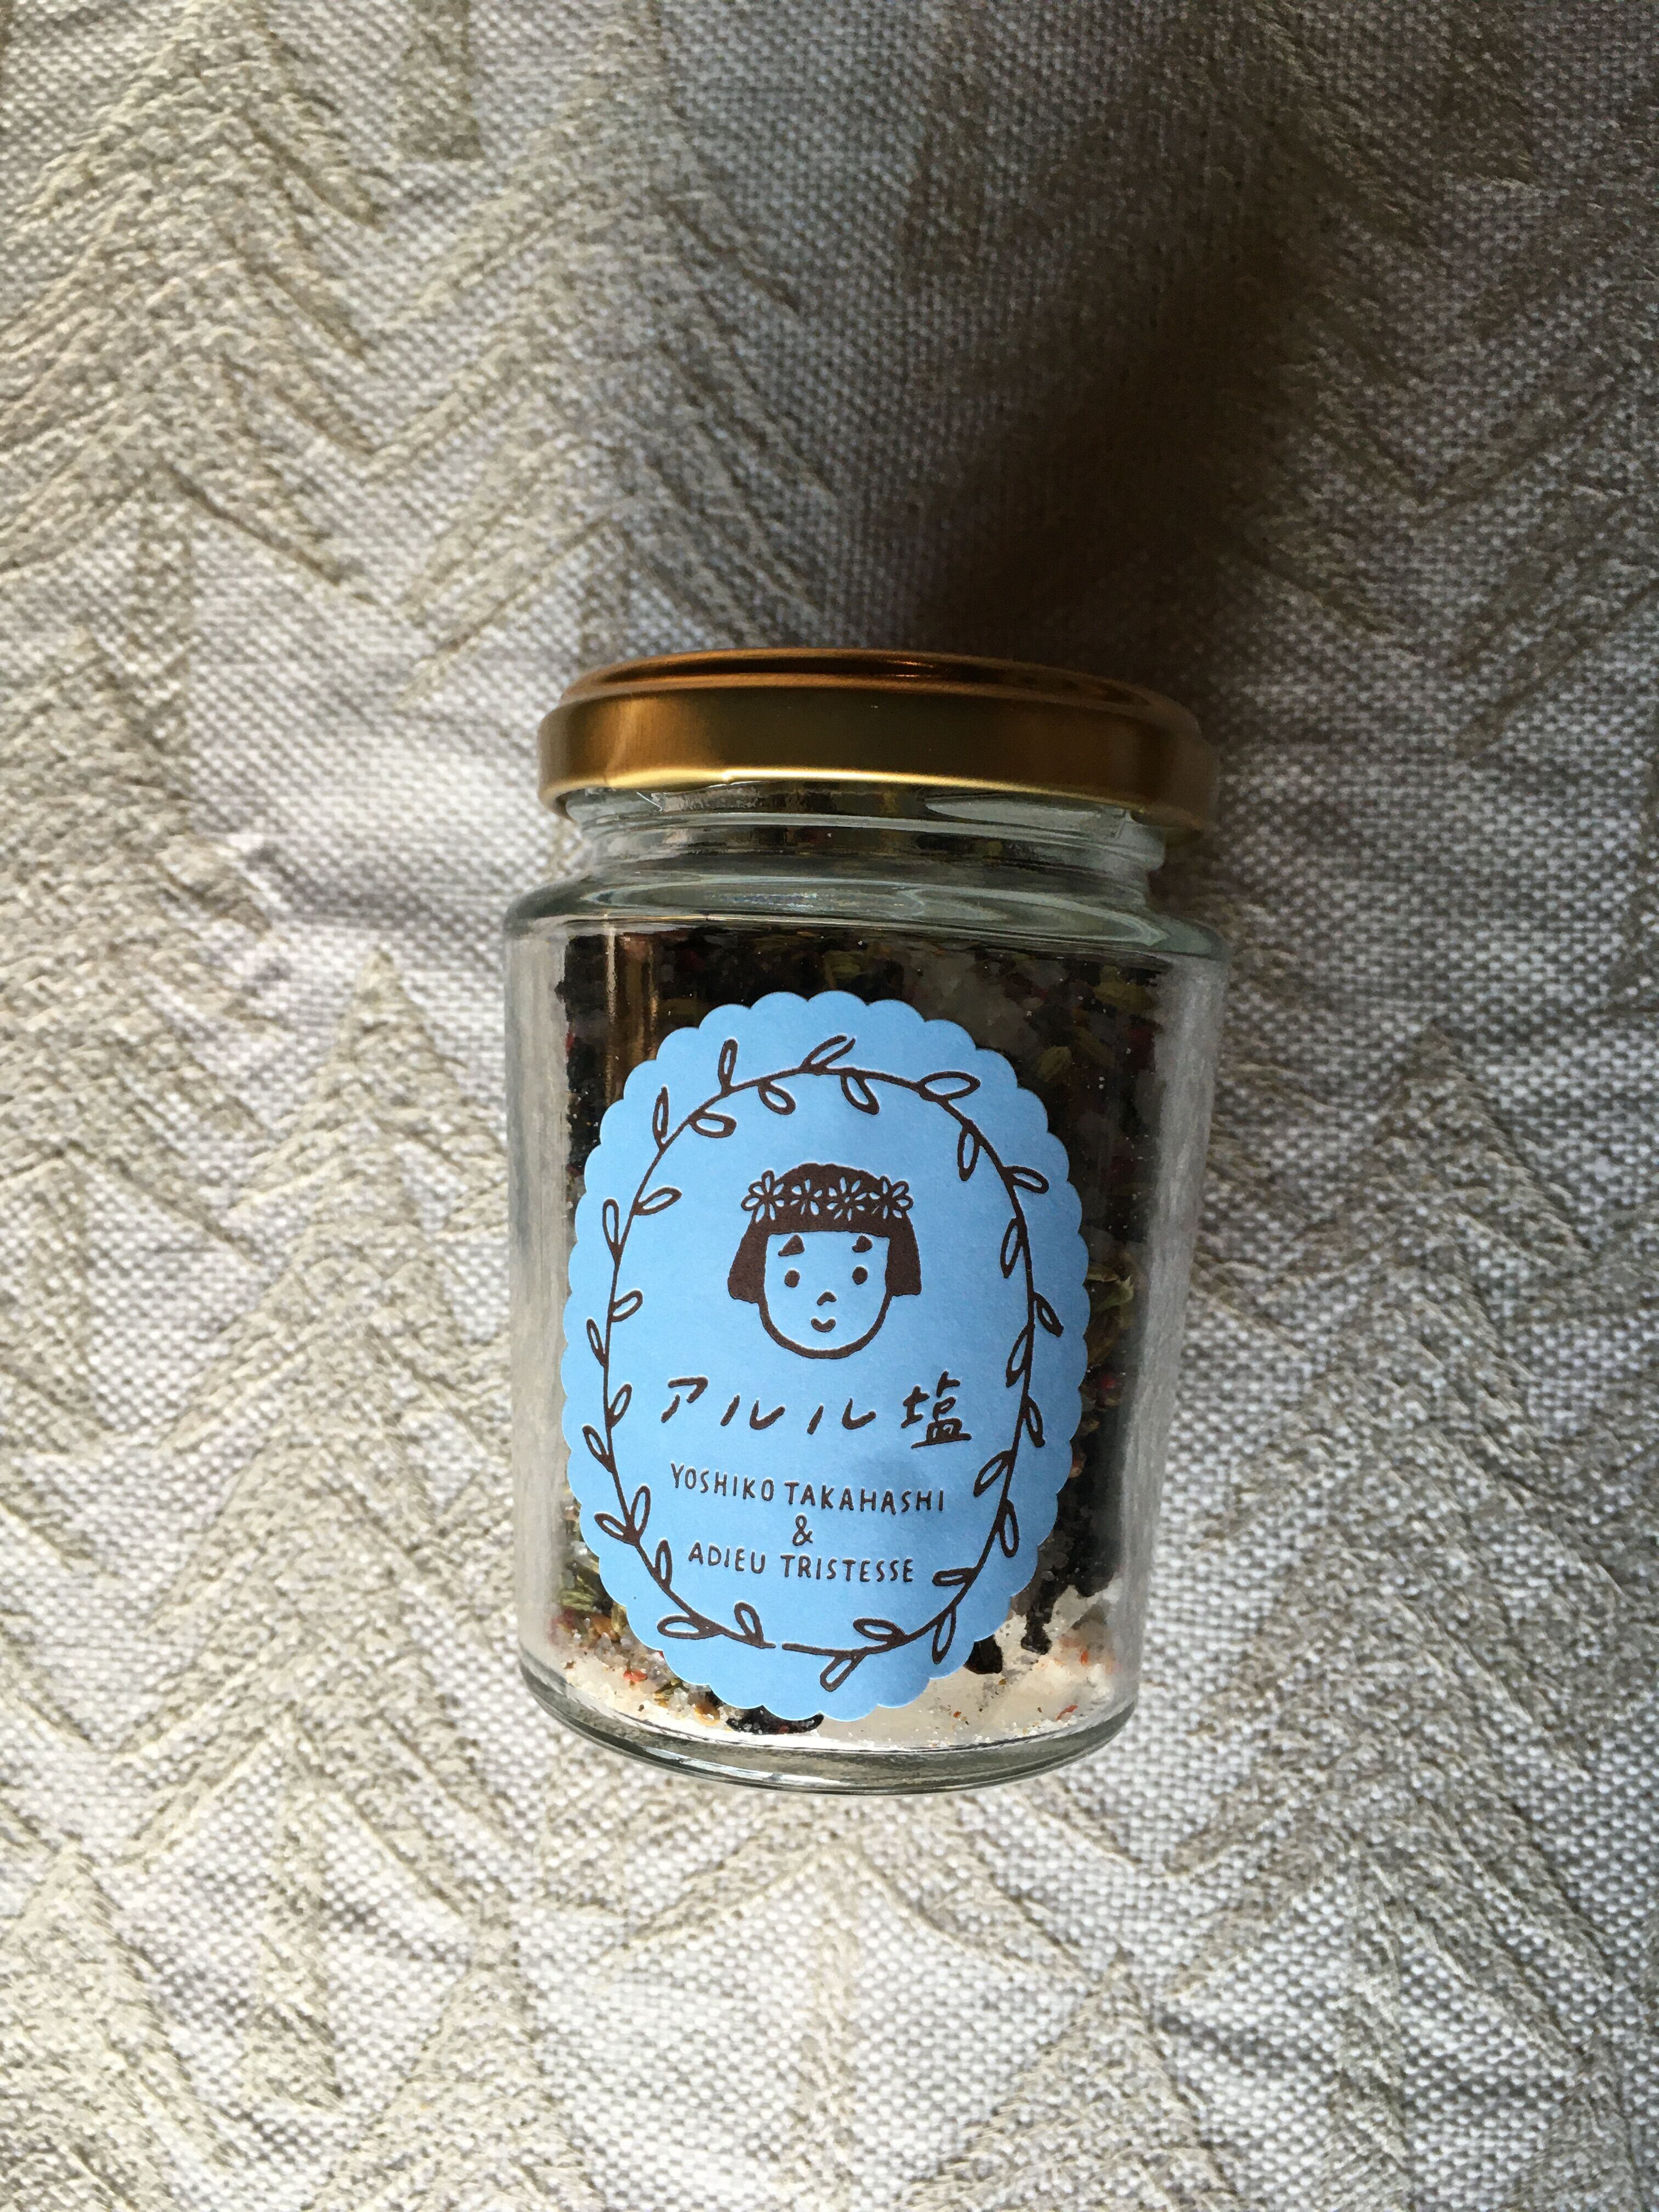 アルル塩
YOSHIKO TAKAHASHI
&
ADIEU TRISTESSE